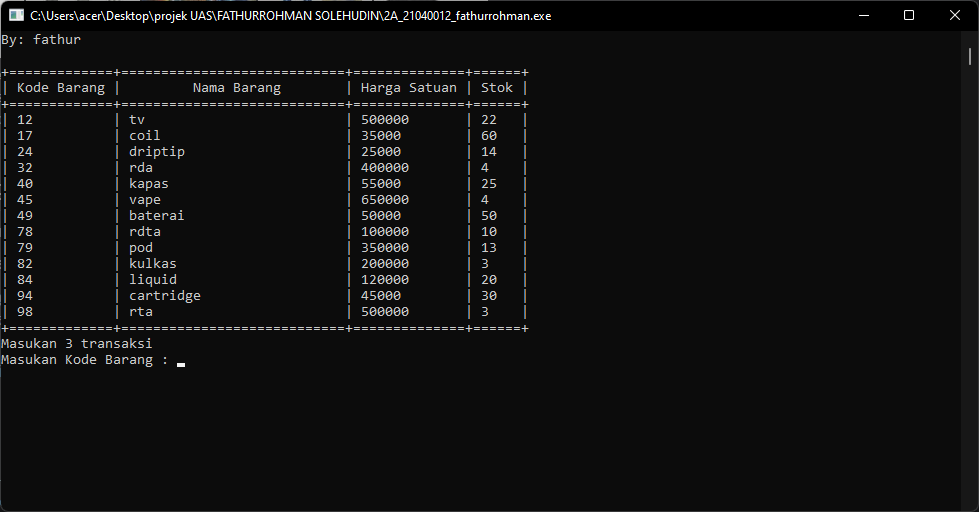 C:\Users\acer\Desktop\projek UAS\FATHURROHMAN SOLEHUDIN\2A_21040012_fathurrohman.exe
By: fathur
+=============+============================+==============+======+
| Kode Barang |         Nama Barang        | Harga Satuan | Stok |
+=============+============================+==============+======+
| 12          | tv                         | 500000       | 22   |
| 17          | coil                       | 35000        | 60   |
| 24          | driptip                    | 25000        | 14   |
| 32          | rda                        | 400000       | 4    |
| 40          | kapas                      | 55000        | 25   |
| 45          | vape                       | 650000       | 4    |
| 49          | baterai                    | 50000        | 50   |
| 78          | rdta                       | 100000       | 10   |
| 79          | pod                        | 350000       | 13   |
| 82          | kulkas                     | 200000       | 3    |
| 84          | liquid                     | 120000       | 20   |
| 94          | cartridge                  | 45000        | 30   |
| 98          | rta                        | 500000       | 3    |
+=============+============================+==============+======+
Masukan 3 transaksi
Masukan Kode Barang :